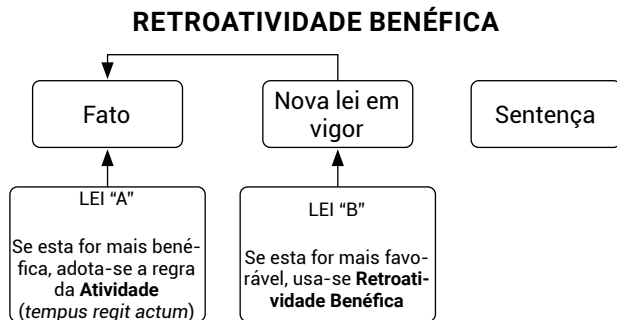 RETROATIVIDADE BENÉFICA
Fato
Nova lei em
vigor
Sentença
LEI “A”
Se esta for mais bené-
fica, adota-se a regra
da Atividade
(tempus regit actum)
LEI “B”
Se esta for mais favo-
rável, usa-se Retroati-
vidade Benéfica